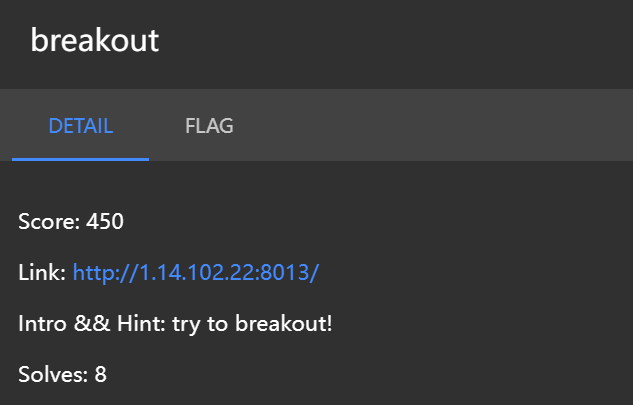 breakout
DETAIL FLAG
Score: 450
Link: http://1.14.102.22:8013/
Intro && Hint: try to breakout!
Solves: 8